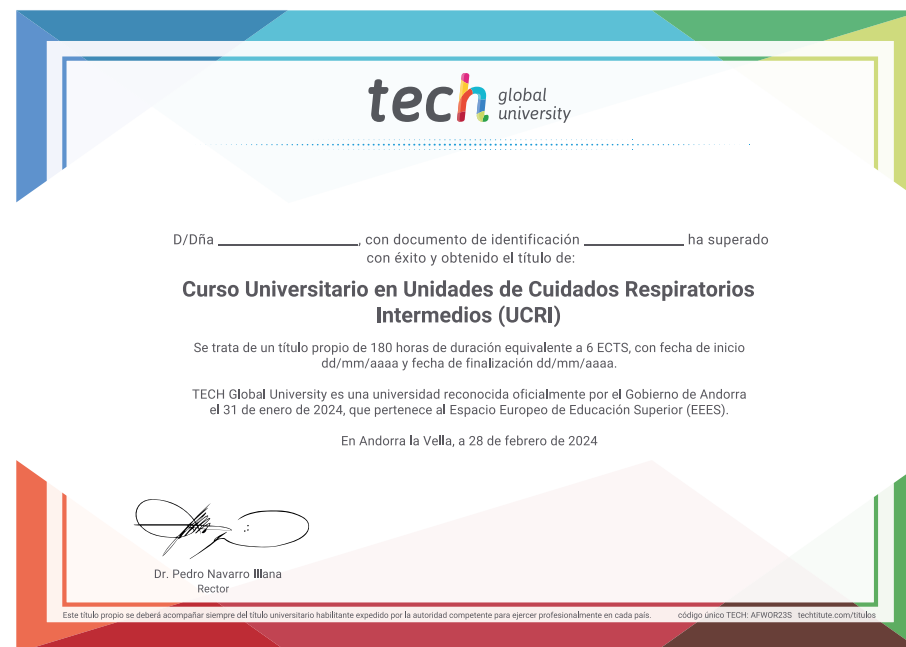 tech global university
D/Dña ____________________, con documento de identificación ______________ ha superado
con éxito y obtenido el título de:
Curso Universitario en Unidades de Cuidados Respiratorios
Intermedios (UCRI)
Se trata de un título propio de 180 horas de duración equivalente a 6 ECTS, con fecha de inicio
dd/mm/aaaa y fecha de finalización dd/mm/aaaa.
TECH Global University es una universidad reconocida oficialmente por el Gobierno de Andorra
el 31 de enero de 2024, que pertenece al Espacio Europeo de Educación Superior (EEES).
En Andorra la Vella, a 28 de febrero de 2024
Dr. Pedro Navarro Illana
Rector
Este título propio se deberá acompañar siempre del título universitario habilitante expedido por la autoridad competente para ejercer profesionalmente en cada país. código único TECH: AFWOR23S techtitute.com/titulos